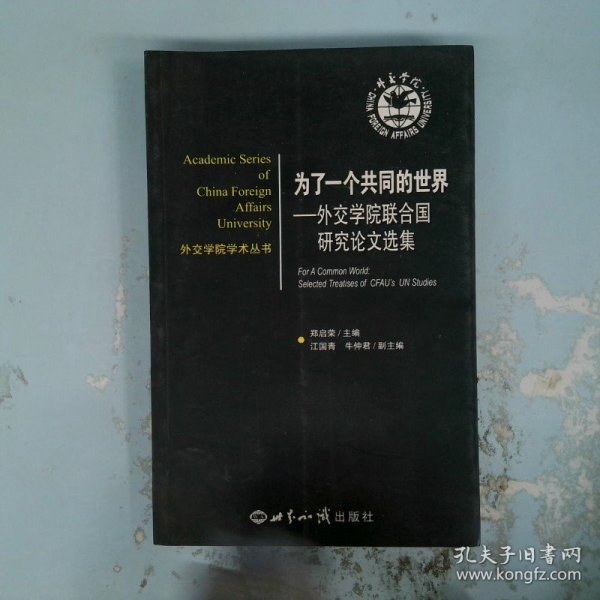 外交学院
CHINA FOREIGN AFFAIRS UNIVERSITY
Academic Series
of
China Foreign
Affairs
University
外交学院学术丛书
为了一个共同的世界
——外交学院联合国
研究论文选集
For A Common World:
Selected Treatises of CFAU's UN Studies
郑启荣/主编
江国青 牛仲君/副主编
世界知识出版社
孔夫子旧书网
www.kongfz.com